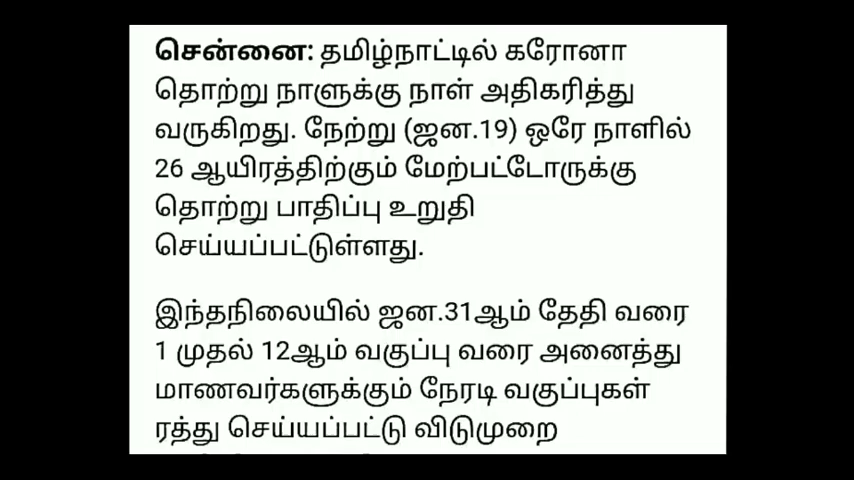 சென்னை: தமிழ்நாட்டில் கரோனா
தொற்று நாளுக்கு நாள் அதிகரித்து
வருகிறது. நேற்று (ஜன.19) ஒரே நாளில்
26 ஆயிரத்திற்கும் மேற்பட்டோருக்கு
தொற்று பாதிப்பு உறுதி
செய்யப்பட்டுள்ளது.
இந்தநிலையில் ஜன.31ஆம் தேதி வரை
1 முதல் 12ஆம் வகுப்பு வரை அனைத்து
மாணவர்களுக்கும் நேரடி வகுப்புகள்
ரத்து செய்யப்பட்டு விடுமுறை